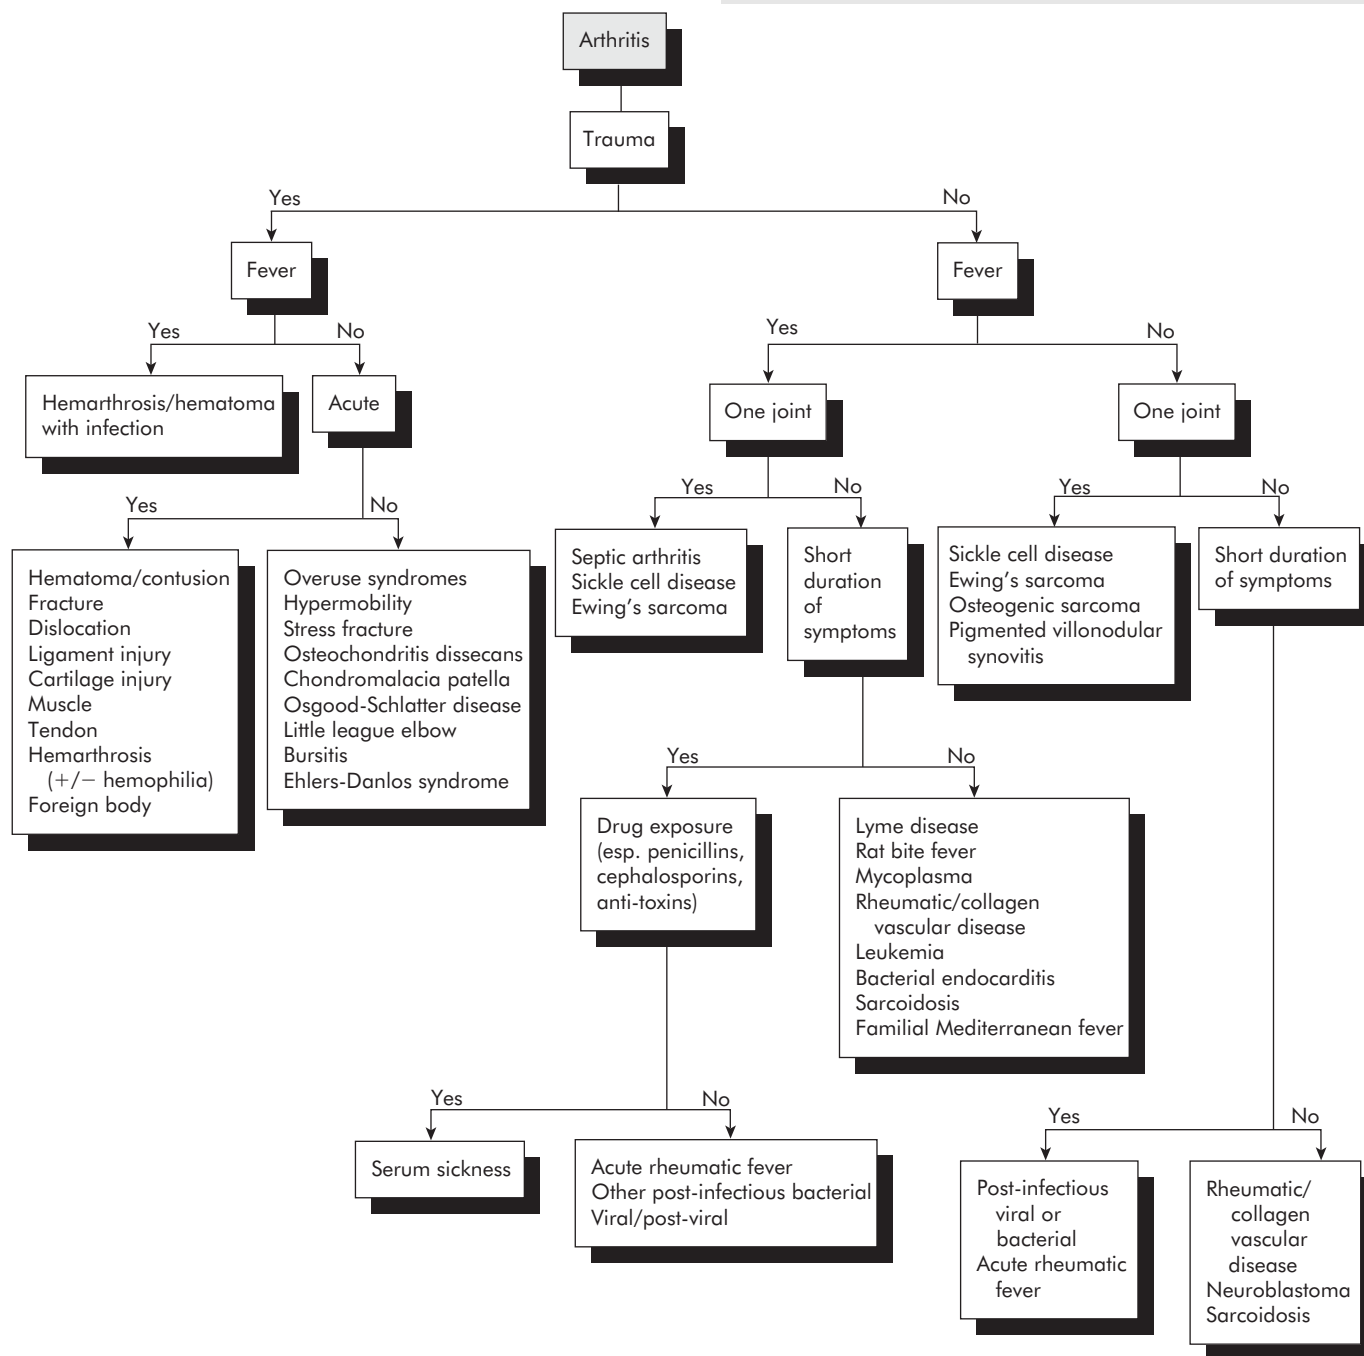 Arthritis
Trauma
Yes
No
Fever
Fever
Yes
No
Yes
No
Hemarthrosis/hematoma
with infection
Acute
One joint
One joint
Yes
No
Yes
No
Yes
No
Hematoma/contusion
Fracture
Dislocation
Ligament injury
Cartilage injury
Muscle
Tendon
Hemarthrosis
(+/− hemophilia)
Foreign body
Overuse syndromes
Hypermobility
Stress fracture
Osteochondritis dissecans
Chondromalacia patella
Osgood-Schlatter disease
Little league elbow
Bursitis
Ehlers-Danlos syndrome
Septic arthritis
Sickle cell disease
Ewing's sarcoma
Short
duration
of
symptoms
Sickle cell disease
Ewing's sarcoma
Osteogenic sarcoma
Pigmented villonodular
synovitis
Short duration
of symptoms
Yes
No
Drug exposure
(esp. penicillins,
cephalosporins,
anti-toxins)
Lyme disease
Rat bite fever
Mycoplasma
Rheumatic/collagen
vascular disease
Leukemia
Bacterial endocarditis
Sarcoidosis
Familial Mediterranean fever
Yes
No
Yes
No
Serum sickness
Acute rheumatic fever
Other post-infectious bacterial
Viral/post-viral
Post-infectious
viral or
bacterial
Acute rheumatic
fever
Rheumatic/
collagen
vascular
disease
Neuroblastoma
Sarcoidosis